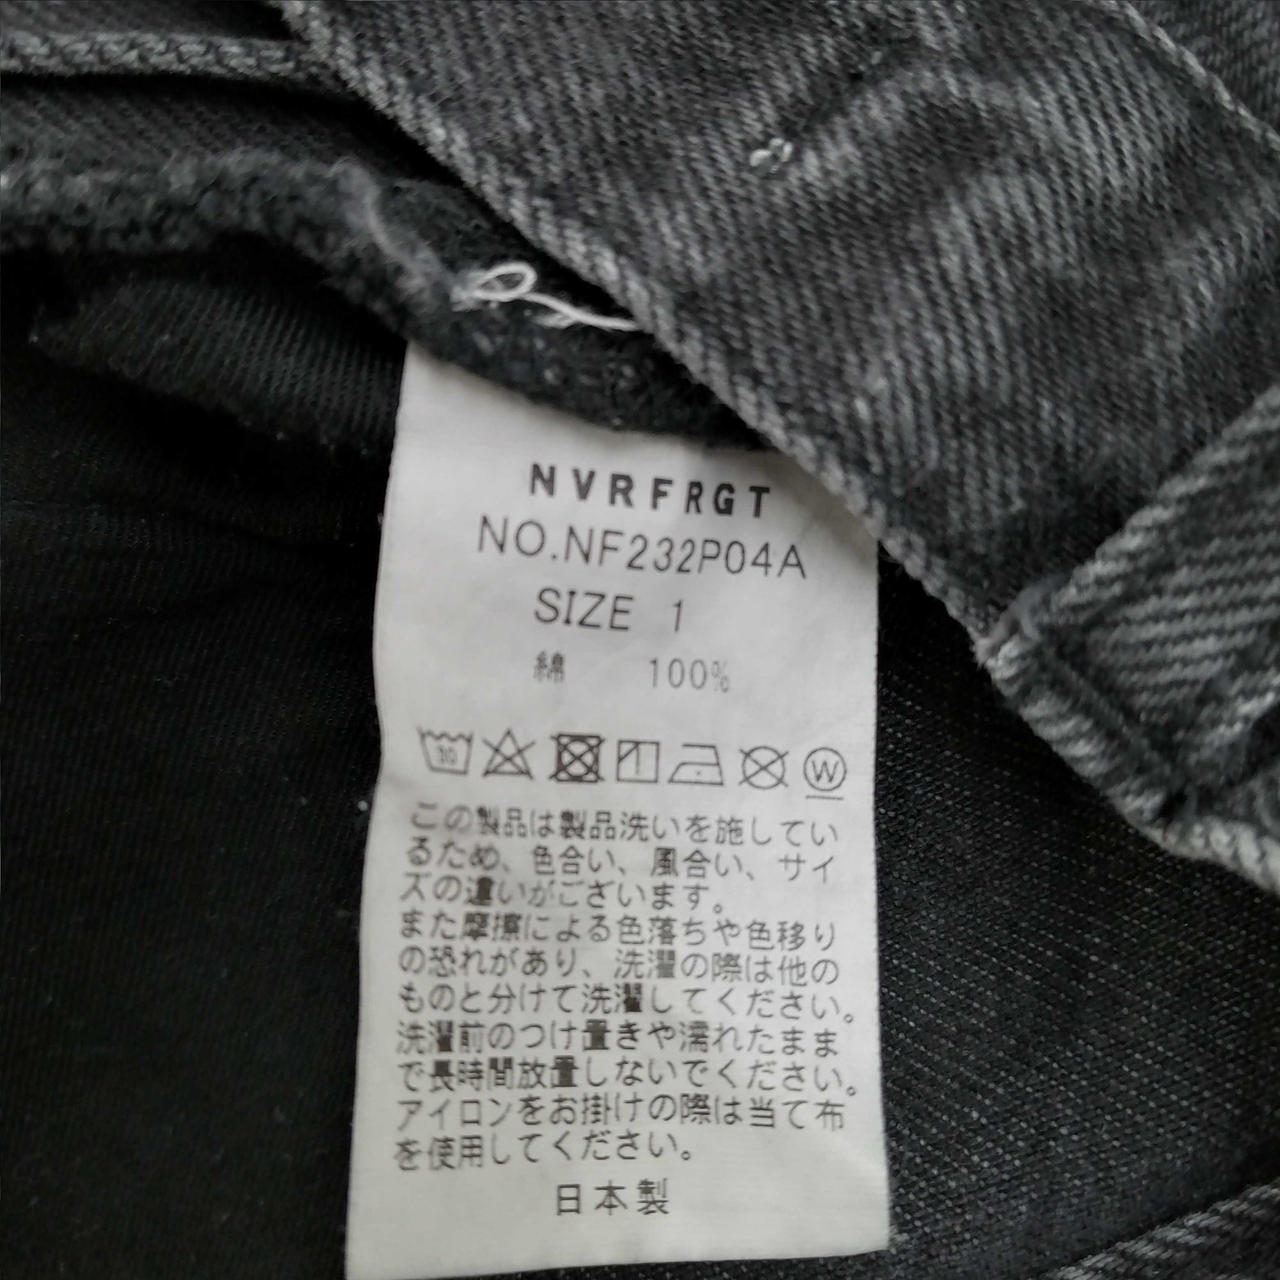 NVRFRGT
NO.NF232P04A
SIZE 1
綿 100%
30
W
この製品は製品洗いを施してい
るため、色合い、風合い、サイ
ズの違いがございます。
また摩擦による色落ちや色移り
の恐れがあり、洗濯の際は他の
ものと分けて洗濯してください。
洗濯前のつけ置きや濡れたまま
で長時間放置しないでください。
アイロンをお掛けの際は当て布
を使用してください。
日本製